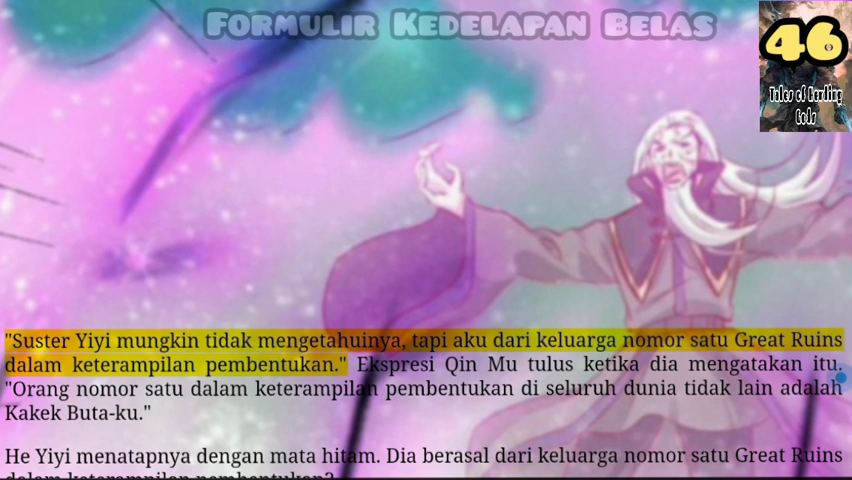 Formulir Kedelapan Belas
46
Tales of Herding
Gods
"Suster Yiyi mungkin tidak mengetahuinya, tapi aku dari keluarga nomor satu Great Ruins
dalam keterampilan pembentukan." Ekspresi Qin Mu tulus ketika dia mengatakan itu.
"Orang nomor satu dalam keterampilan pembentukan di seluruh dunia tidak lain adalah
Kakek Buta-ku."
He Yiyi menatapnya dengan mata hitam. Dia berasal dari keluarga nomor satu Great Ruins
dalam keterampilan pembentukan?